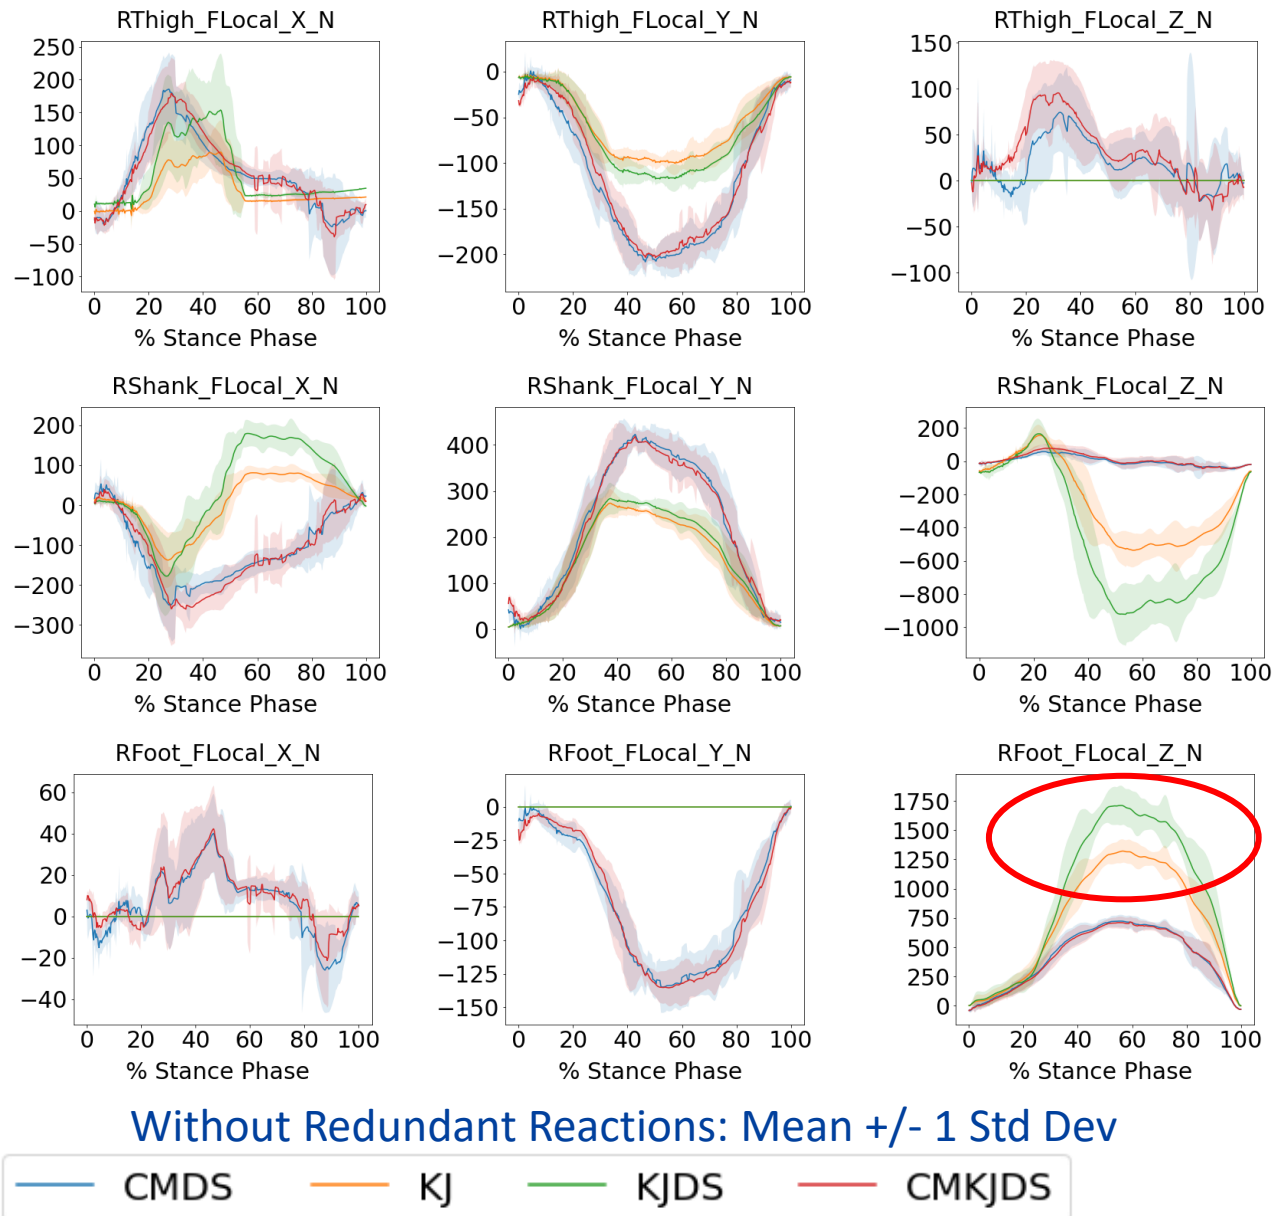 RThigh_FLocal_X_N
RThigh_FLocal_Y_N
RThigh_FLocal_Z_N
250
200
150
100
50
0
−50
−100
0 20 40 60 80 100
% Stance Phase
0
−50
−100
−150
−200
0 20 40 60 80 100
% Stance Phase
150
100
50
0
−50
−100
0 20 40 60 80 100
% Stance Phase
RShank_FLocal_X_N
RShank_FLocal_Y_N
RShank_FLocal_Z_N
200
100
0
−100
−200
−300
0 20 40 60 80 100
% Stance Phase
400
300
200
100
0
0 20 40 60 80 100
% Stance Phase
200
0
−200
−400
−600
−800
−1000
0 20 40 60 80 100
% Stance Phase
RFoot_FLocal_X_N
RFoot_FLocal_Y_N
RFoot_FLocal_Z_N
60
40
20
0
−20
−40
0 20 40 60 80 100
% Stance Phase
0
−25
−50
−75
−100
−125
−150
0 20 40 60 80 100
% Stance Phase
1750
1500
1250
1000
750
500
250
0
0 20 40 60 80 100
% Stance Phase
Without Redundant Reactions: Mean +/- 1 Std Dev
CMDS KJ KJDS CMKJDS